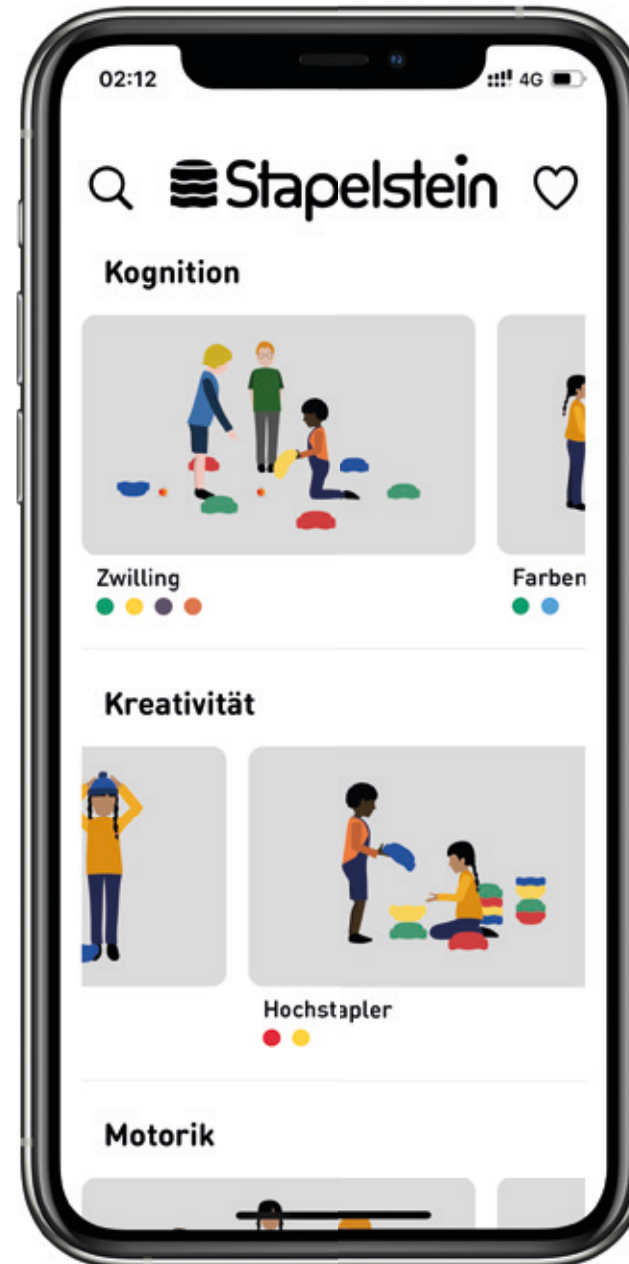 02:12
4G
Stapelstein
Kognition
Zwilling
Farben
Kreativität
Hochstapler
Motorik